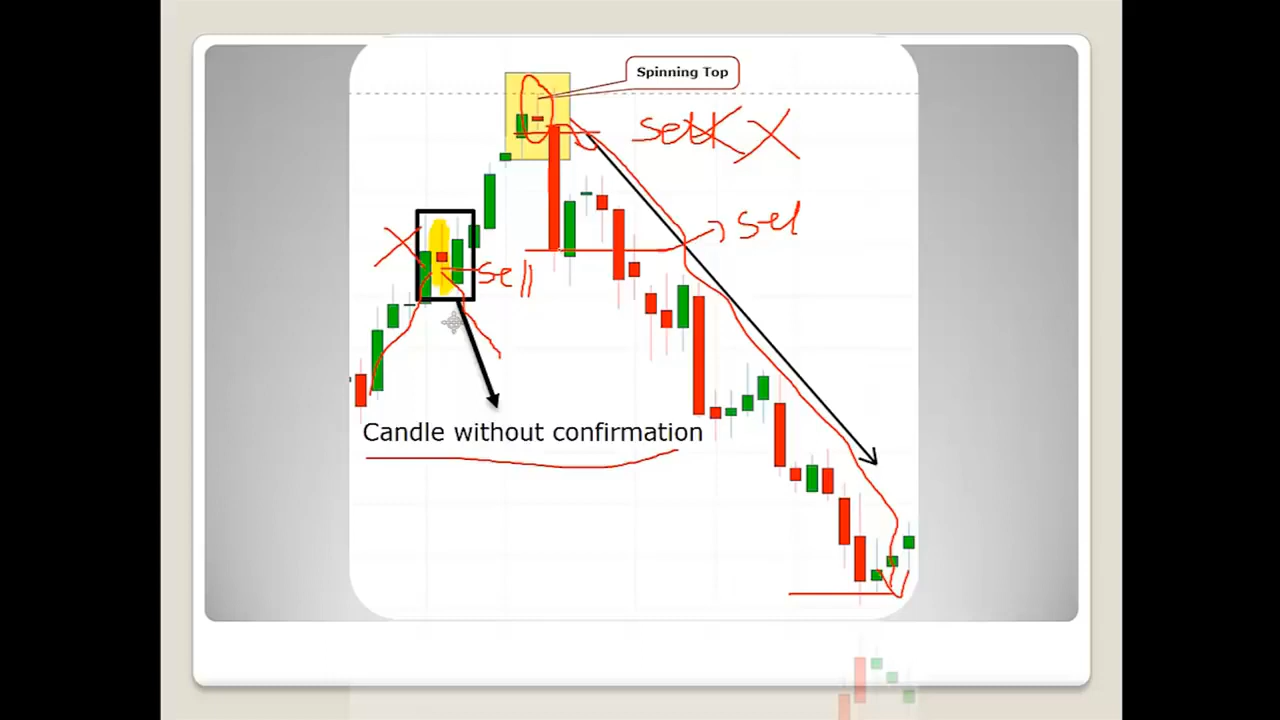 Spinning Top
sell X
sell
X
sell
Candle without confirmation